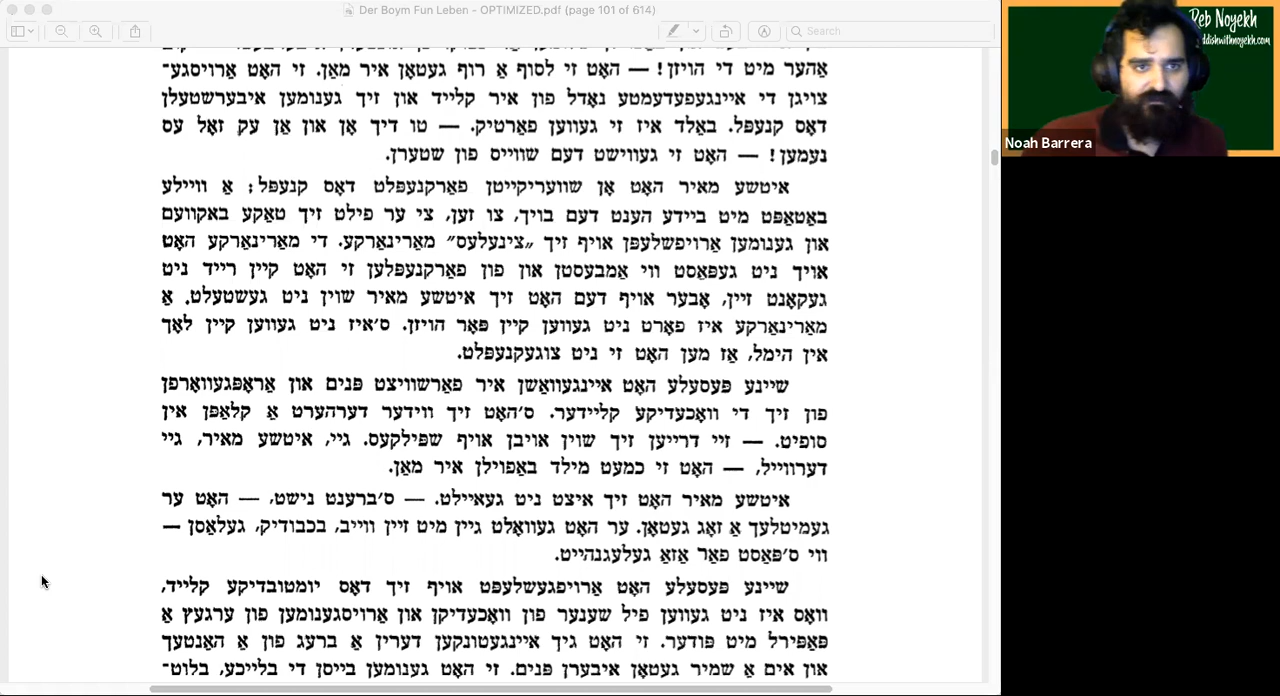 Der Boym Fun Leben - OPTIMIZED.pdf (page 101 of 614)
Search
אַהער מיט די הויזן! — האָט זי לסוף אַ רוף געטאָן איר מאַן. זי האָט אַרויסגע־
צויגן די איינגעפעדעמטע נאָדל פון איר קלייד און זיך גענומען איבערשטעלן
דאָס קנעפּל. באַלד איז זי געווען פאַרטיק. — טו דיך אָן און אַן עק זאָל עס
נעמען! — האָט זי געווישט דעם שווייס פון שטערן.
איטשע מאיר האָט אָן שוועריקייטן פאַרקנעפּלט דאָס קנעפּל; אַ וויילע
באַטאַפּט מיט ביידע הענט דעם בויך, צו זען, צי ער פילט זיך טאַקע באַקוועם
און גענומען אַרויפשלעפּן אויף זיך „צינעלעס״ מאַרינאַרקע. די מאַרינאַרקע האָט
אויך ניט געפּאַסט ווי אַמבעסטן און פון פאַרקנעפּלען זי האָט קיין רייד ניט
געקאָנט זיין, אָבער אויף דעם האָט זיך איטשע מאיר שוין ניט געשטעלט. אַ
מאַרינאַרקע איז פאָרט ניט געווען קיין פּאָר הויזן. ס׳איז ניט געווען קיין לאָך
אין הימל, אַז מען האָט זי ניט צוגעקנעפּלט.
שיינע פּעסעלע האָט איינגעוואַשן איר פאַרשוויצט פּנים און אַראָפּגעוואָרפן
פון זיך די וואָכעדיקע קליידער. ס׳האָט זיך ווידער דערהערט אַ קלאַפּן אין
סופיט. — זיי דרייען זיך שוין אויבן אויף שפּילקעס. גיי, איטשע מאיר, גיי
דערווייל, — האָט זי כמעט מילד באַפוילן איר מאַן.
איטשע מאיר האָט זיך איצט ניט געאיילט. — ס׳ברענט נישט, — האָט ער
געמיטלעך אַ זאָג געטאָן. ער האָט געוואָלט גיין מיט זיין ווייב, בכבודיק, געלאַסן —
ווי ס׳פּאַסט פאַר אַזאַ געלעגנהייט.
שיינע פּעסעלע האָט אַרויפגעשלעפּט אויף זיך דאָס יומטובדיקע קלייד,
וואָס איז ניט געווען פיל שענער פון וואָכעדיקן און אַרויסגענומען פון ערגעץ אַ
פּאַפּירל מיט פּודער. זי האָט גיך איינגעטונקען דערין אַ ברעג פון אַ האַנטעך
און אים אַ שמיר געטאָן איבערן פּנים. זי האָט גענומען בייסן די בלייכע, בלוט־
Reb Noyekh
ddishwithnoyekh.com
Noah Barrera